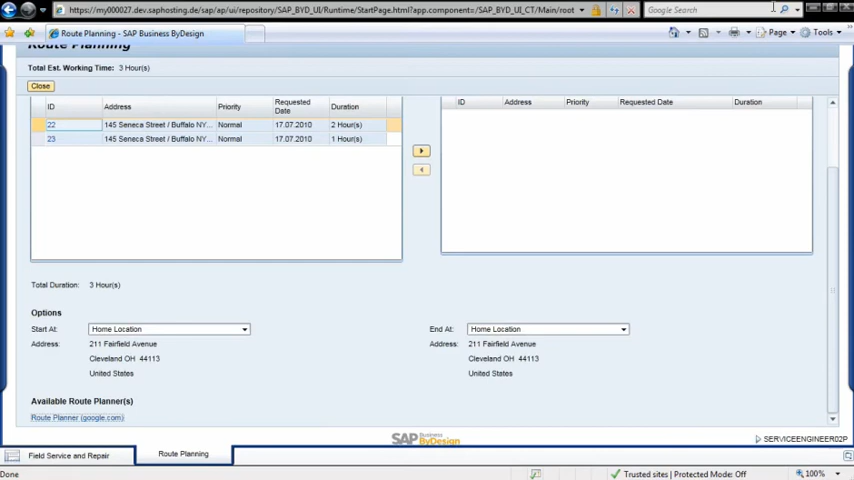 https://my000027.dev.saphosting.de/sap/ap/ui/repository/SAP_BYD_UI/Runtime/StartPage.html?app.component=/SAP_BYD_UI_CT/Main/root
Google Search
Route Planning - SAP Business ByDesign
Page
Tools
Route Planning
Total Est. Working Time: 3 Hour(s)
Close
ID Address Priority Requested Date Duration
22 145 Seneca Street / Buffalo NY... Normal 17.07.2010 2 Hour(s)
23 145 Seneca Street / Buffalo NY... Normal 17.07.2010 1 Hour(s)
ID Address Priority Requested Date Duration
Total Duration: 3 Hour(s)
Options
Start At: Home Location
End At: Home Location
Address: 211 Fairfield Avenue
Address: 211 Fairfield Avenue
Cleveland OH 44113
Cleveland OH 44113
United States
United States
Available Route Planner(s)
Route Planner (google.com)
SAP Business ByDesign
SERVICEENGINEER02P
Field Service and Repair
Route Planning
Done
Trusted sites | Protected Mode: Off
100%